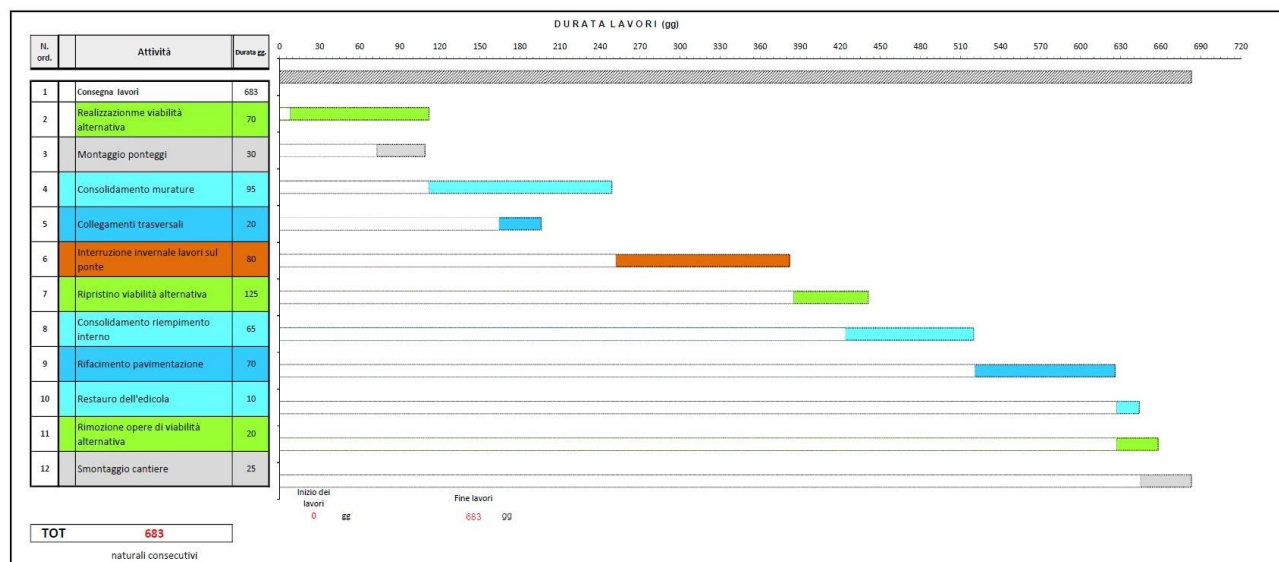 DURATA LAVORI (gg)
N. ord. Attività Durata gg. 0 30 60 90 120 150 180 210 240 270 300 330 360 390 420 450 480 510 540 570 600 630 660 690 720
1 Consegna lavori 683
2 Realizzazionme viabilità alternativa 70
3 Montaggio ponteggi 30
4 Consolidamento murature 95
5 Collegamenti trasversali 20
6 Interruzione invernale lavori sul ponte 80
7 Ripristino viabilità alternativa 125
8 Consolidamento riempimento interno 65
9 Rifacimento pavimentazione 70
10 Restauro dell'edicola 10
11 Rimozione opere di viabilità alternativa 20
12 Smontaggio cantiere 25
Inizio dei lavori Fine lavori
0 gg 683 gg
TOT 683
naturali consecutivi